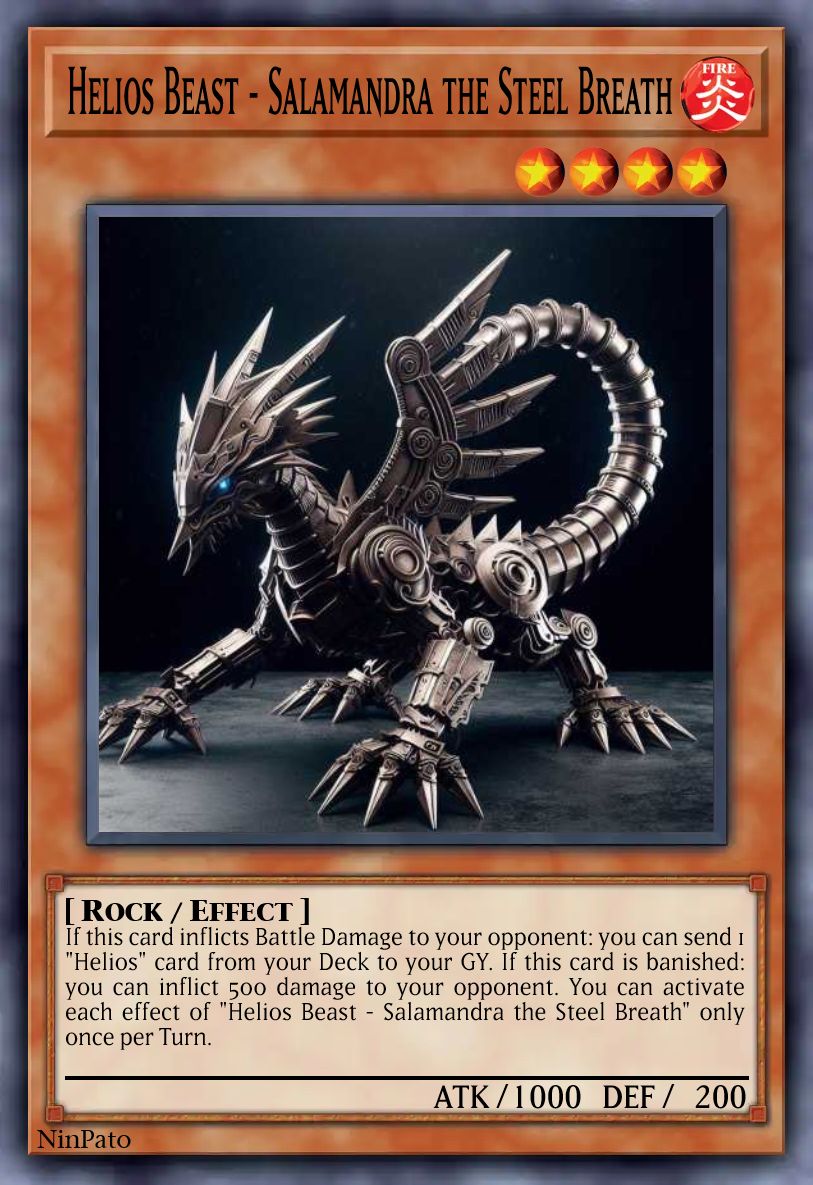 Helios Beast - Salamandra the Steel Breath
FIRE
炎
[ Rock / Effect ]
If this card inflicts Battle Damage to your opponent: you can send 1
"Helios" card from your Deck to your GY. If this card is banished:
you can inflict 500 damage to your opponent. You can activate
each effect of "Helios Beast - Salamandra the Steel Breath" only
once per Turn.
ATK / 1000 DEF / 200
NinPato